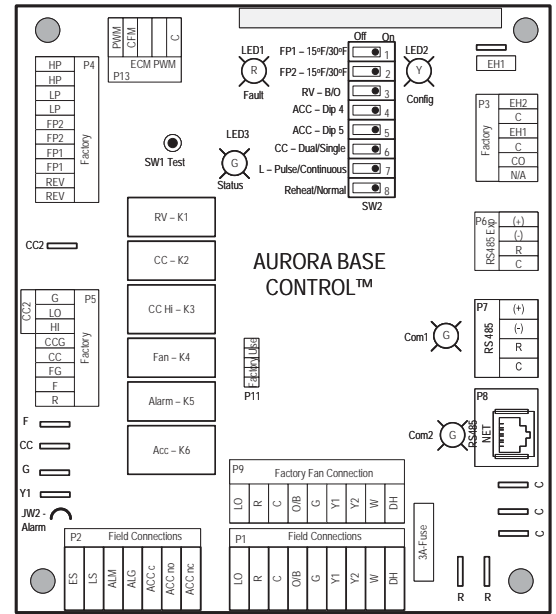 PWM
CFM
C
ECM PWM
P13
LED1
R
Fault
Off On
FP1 – 15ºF/30ºF 1
FP2 – 15ºF/30ºF 2
RV – B/O 3
ACC – Dip 4 4
ACC – Dip 5 5
CC – Dual/Single 6
L – Pulse/Continuous 7
Reheat/Normal 8
SW2
LED2
Y
Config
EH1
HP P4
HP
LP
LP
FP2
FP2
FP1
FP1
REV
REV
Factory
SW1 Test
LED3
G
Status
P3 EH2
C
EH1
C
CO
N/A
Factory
P6 (+)
(-)
R
C
RS485 Exp
CC2
RV – K1
CC – K2
CC Hi – K3
Fan – K4
Alarm – K5
Acc – K6
AURORA BASE
CONTROL™
CC2
G P5
LO
HI
CCG
CC
FG
F
R
Factory
Factory Use
P11
P7 (+)
(-)
R
C
RS 485
Com1 G
P8
RS485
NET
Com2 G
F
CC
G
Y1
JW2 -
Alarm
P9 Factory Fan Connection
LO R C O/B G Y1 Y2 W DH
P2 Field Connections
ES LS ALM ALG ACC c ACC no ACC nc
P1 Field Connections
LO R C O/B G Y1 Y2 W DH
3A-Fuse
C
C
C
R R